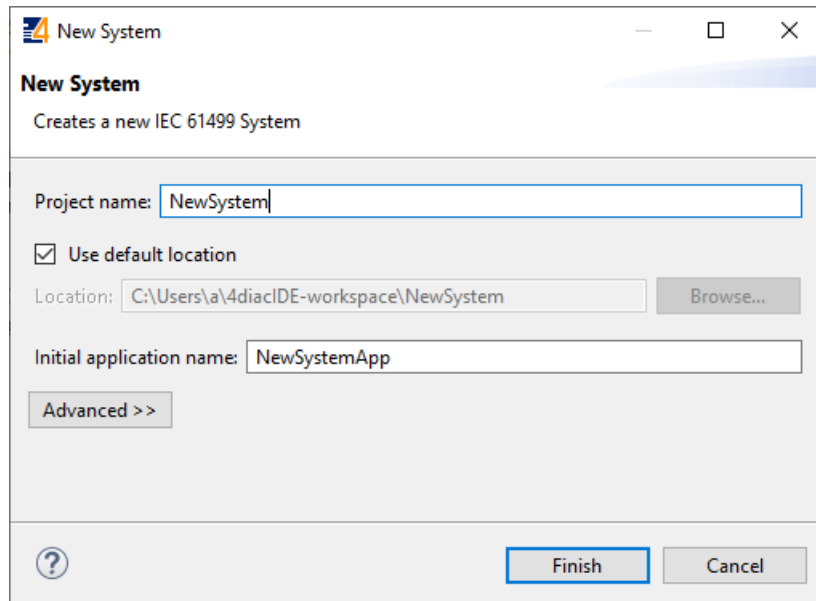 New System
New System
Creates a new IEC 61499 System
Project name: NewSystem
Use default location
Location: C:\Users\a\4diacIDE-workspace\NewSystem Browse...
Initial application name: NewSystemApp
Advanced >>
Finish Cancel